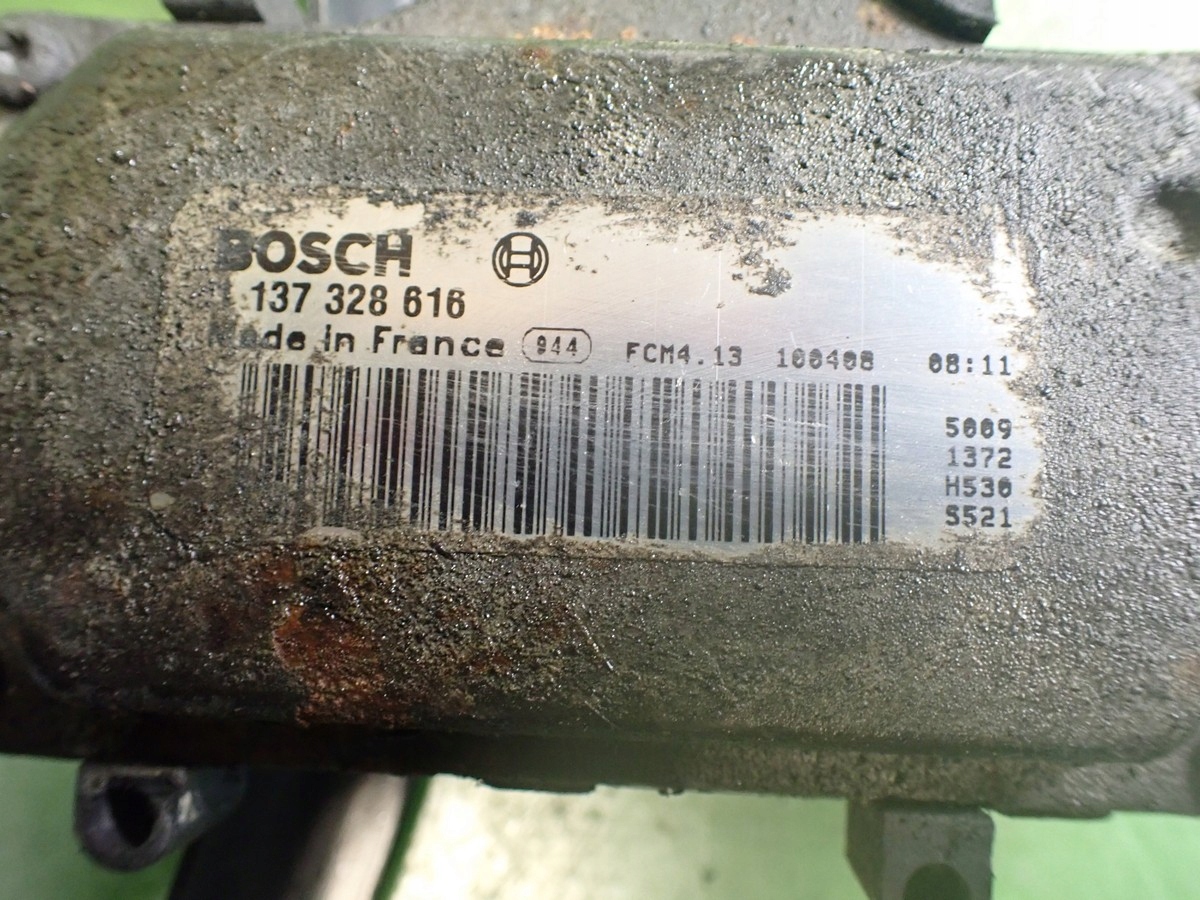 BOSCH
137 328 616
Made in France 944 FCM4.13 100408 08:11
5009
1372
H530
S521